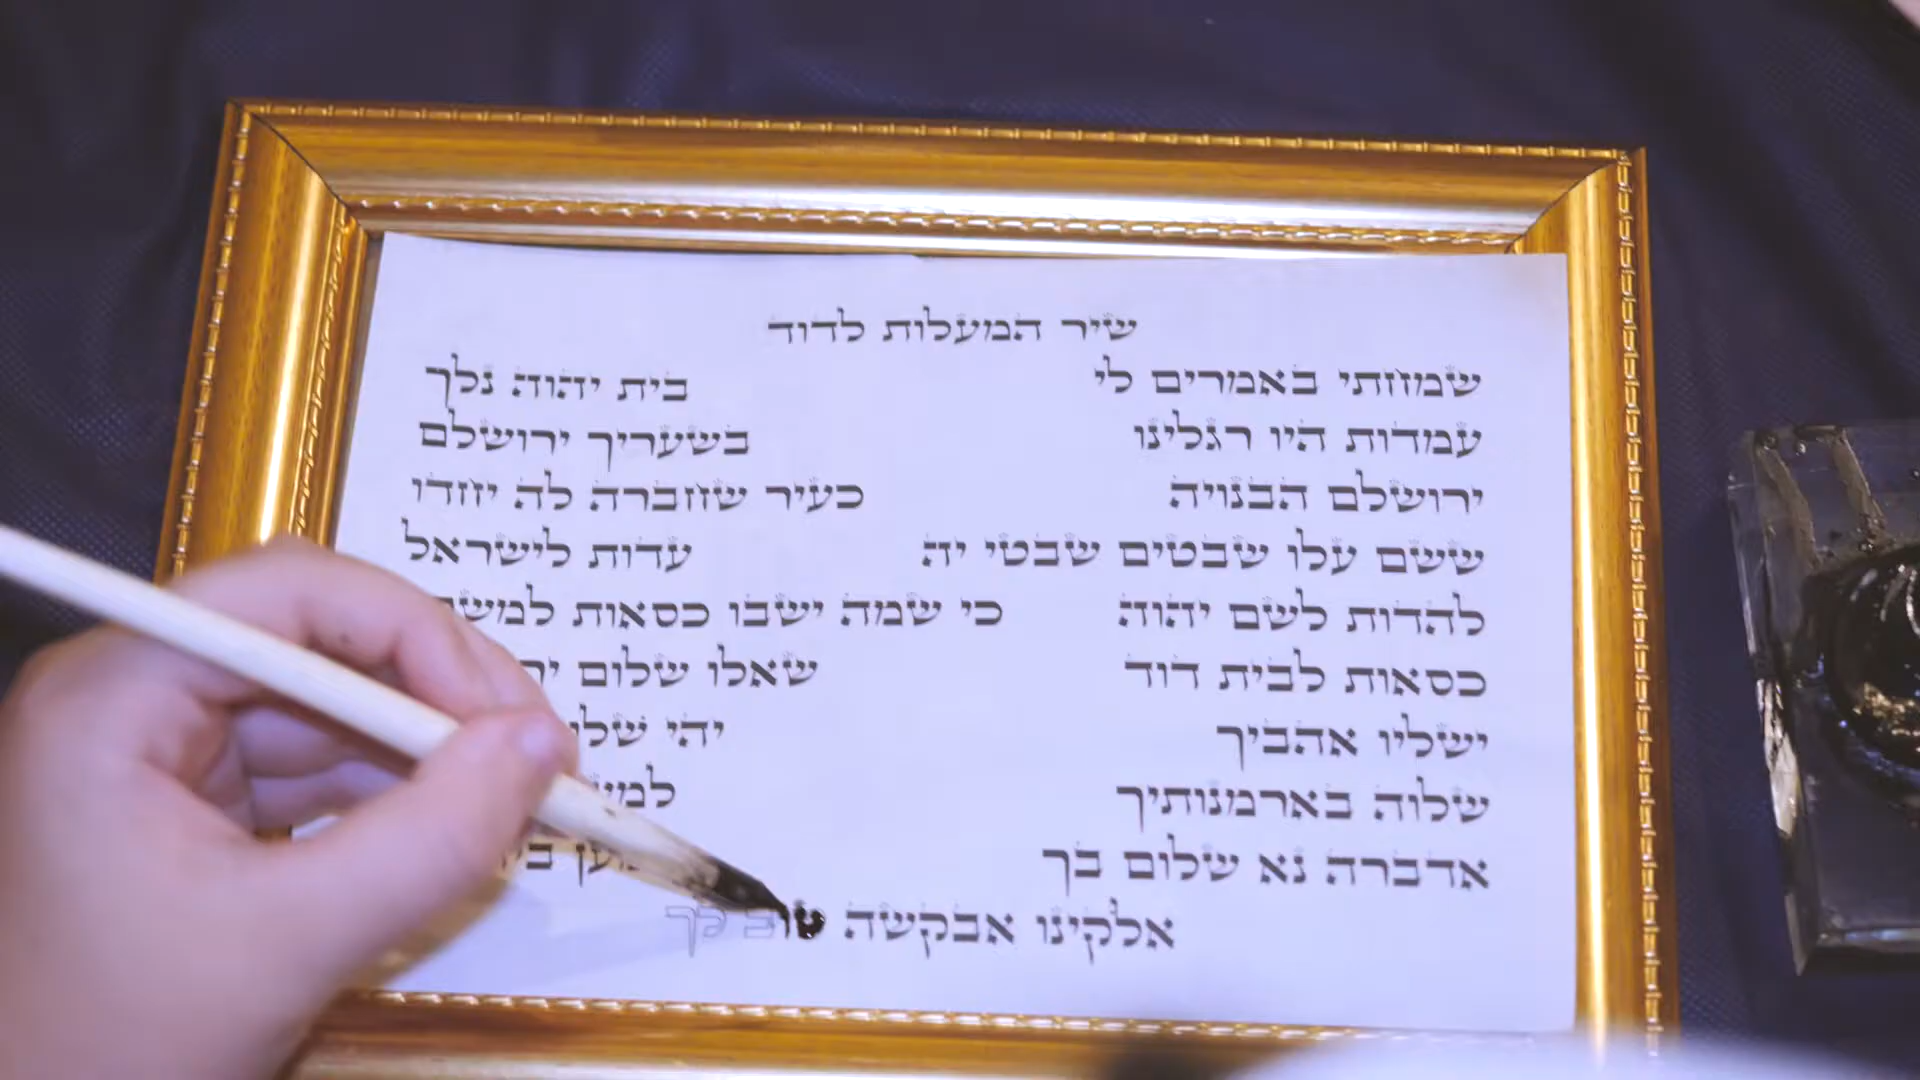 שיר המעלות לדוד
שמחתי באמרים לי בית יהוה נלך
עמדות היו רגלינו בשעריך ירושלם
ירושלם הבנויה כעיר שחברה לה יחדו
ששם עלו שבטים שבטי יה עדות לישראל
להדות לשם יהוה כי שמה ישבו כסאות
כסאות לבית דוד שאלו שלום
ישליו אהביך יהי
שלוה בארמנותיך
אדברה נא שלום בך
אלקינו אבקשה טוב לך